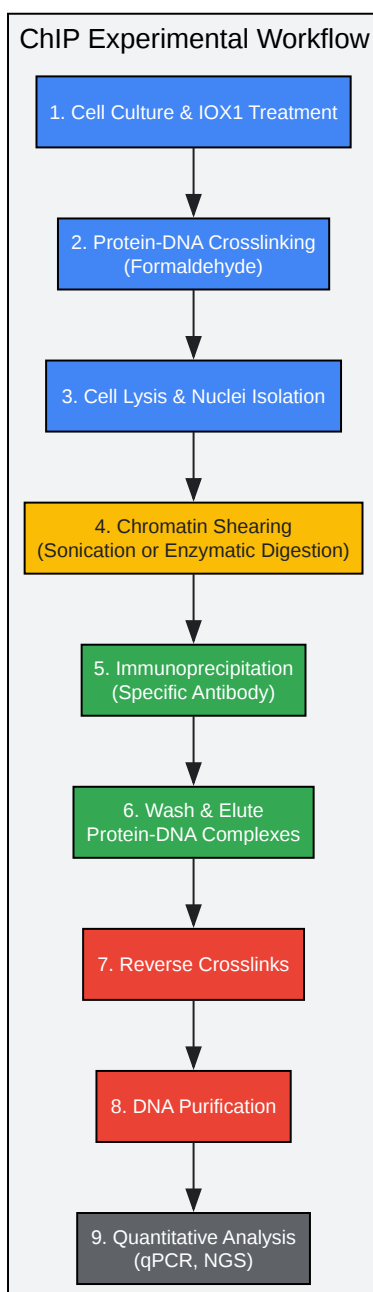 ChIP Experimental Workflow
1. Cell Culture & IOX1 Treatment
2. Protein-DNA Crosslinking
(Formaldehyde)
3. Cell Lysis & Nuclei Isolation
4. Chromatin Shearing
(Sonication or Enzymatic Digestion)
5. Immunoprecipitation
(Specific Antibody)
6. Wash & Elute
Protein-DNA Complexes
7. Reverse Crosslinks
8. DNA Purification
9. Quantitative Analysis
(qPCR, NGS)